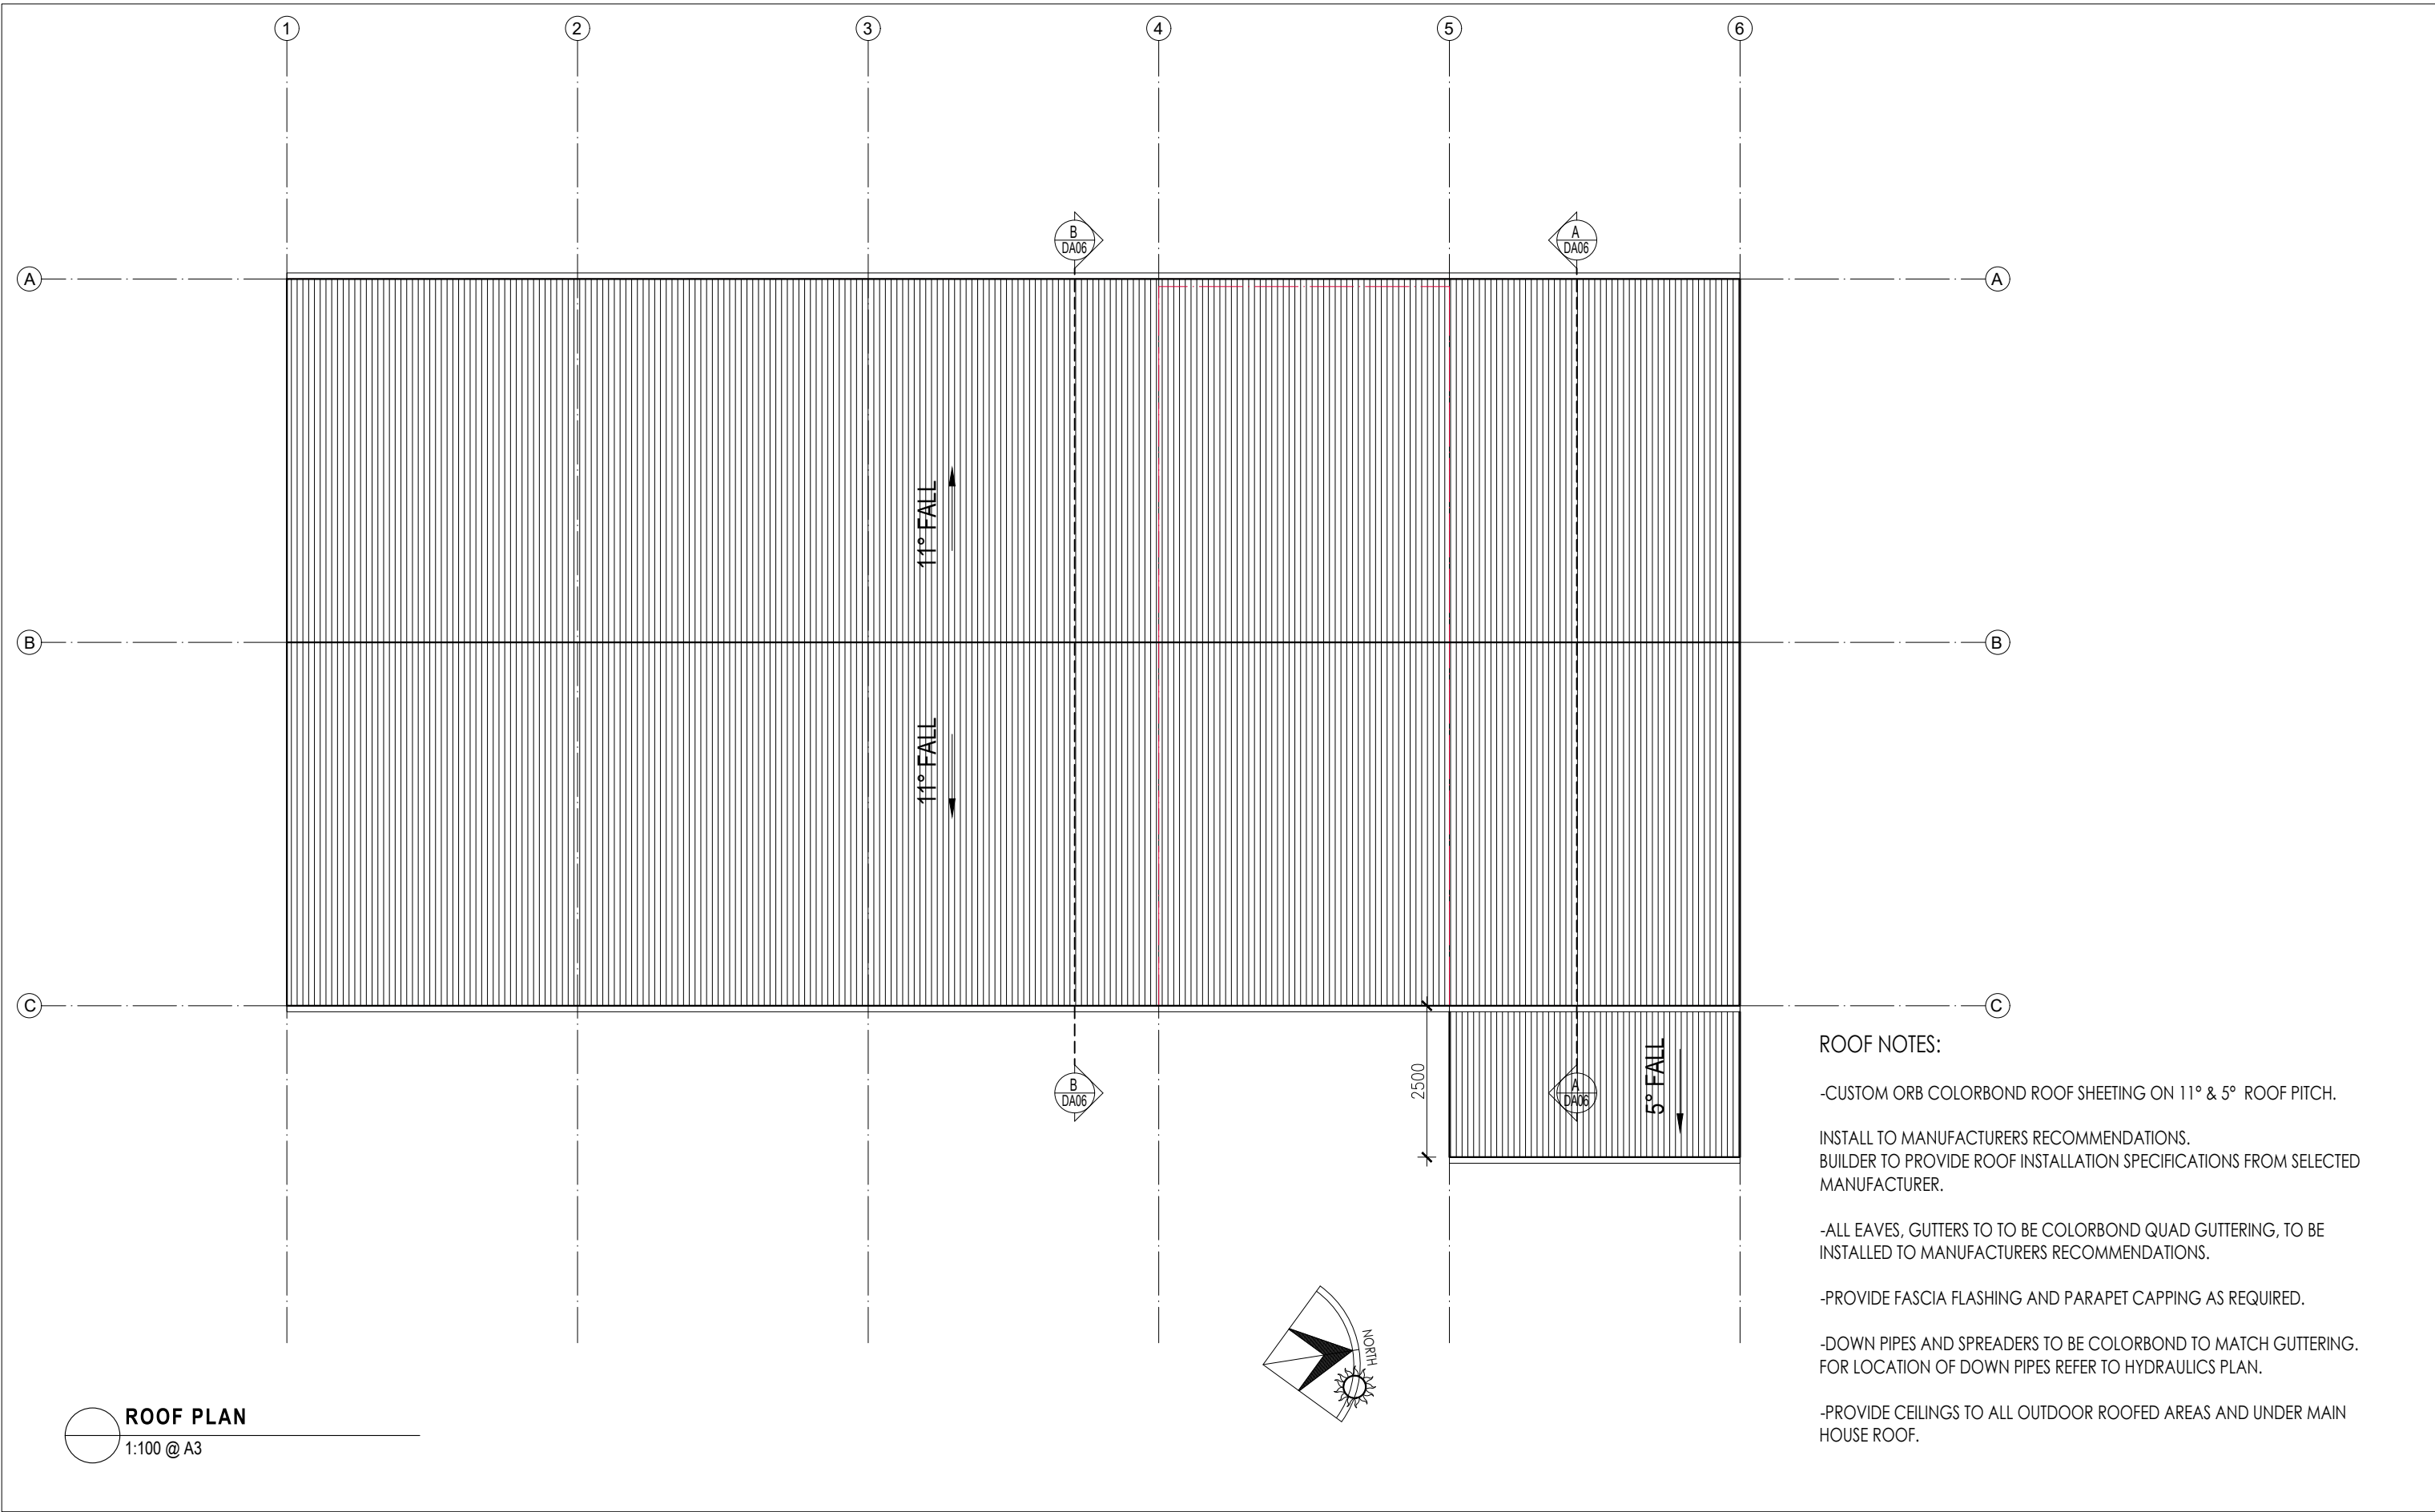 1 2 3 4 5 6
B
DA06
A
DA06
A A
11° FALL
B B
11° FALL
C C
2500
B
DA06
A
DA06
5° FALL
ROOF NOTES:
-CUSTOM ORB COLORBOND ROOF SHEETING ON 11° & 5° ROOF PITCH.
INSTALL TO MANUFACTURERS RECOMMENDATIONS.
BUILDER TO PROVIDE ROOF INSTALLATION SPECIFICATIONS FROM SELECTED
MANUFACTURER.
-ALL EAVES, GUTTERS TO TO BE COLORBOND QUAD GUTTERING, TO BE
INSTALLED TO MANUFACTURERS RECOMMENDATIONS.
-PROVIDE FASCIA FLASHING AND PARAPET CAPPING AS REQUIRED.
-DOWN PIPES AND SPREADERS TO BE COLORBOND TO MATCH GUTTERING.
FOR LOCATION OF DOWN PIPES REFER TO HYDRAULICS PLAN.
-PROVIDE CEILINGS TO ALL OUTDOOR ROOFED AREAS AND UNDER MAIN
HOUSE ROOF.
NORTH
ROOF PLAN
1:100 @ A3